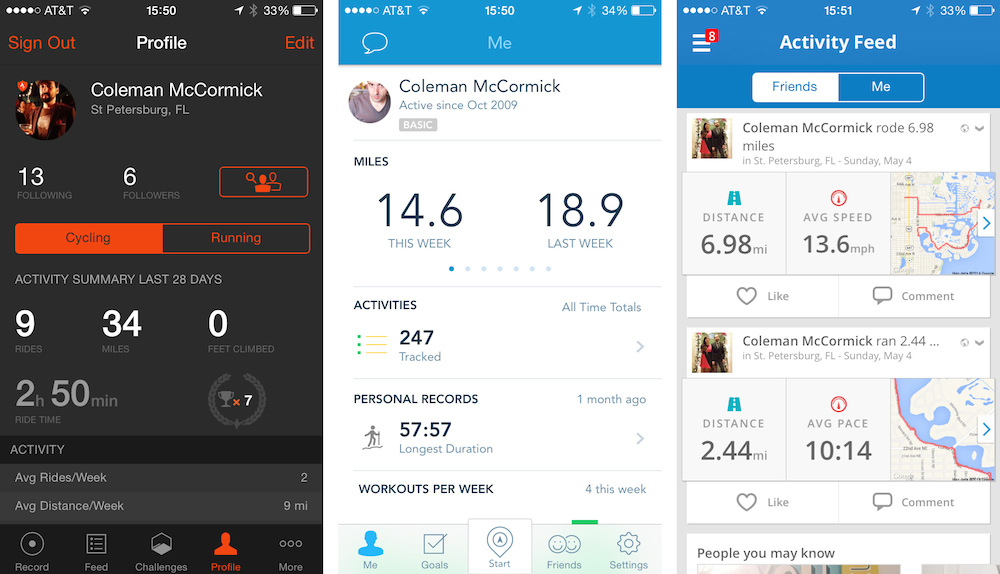 AT&T 15:50 33%
Sign Out Profile Edit
Coleman McCormick
St Petersburg, FL
13 6
FOLLOWING FOLLOWERS
Cycling Running
ACTIVITY SUMMARY LAST 28 DAYS
9 34 0
RIDES MILES FEET CLIMBED
2h 50min x 7
RIDE TIME
ACTIVITY
Avg Rides/Week 2
Avg Distance/Week 9 mi
Record Feed Challenges Profile More
AT&T 15:50 34%
Me
Coleman McCormick
Active since Oct 2009
BASIC
MILES
14.6 18.9
THIS WEEK LAST WEEK
ACTIVITIES All Time Totals
247
Tracked
PERSONAL RECORDS 1 month ago
57:57
Longest Duration
WORKOUTS PER WEEK 4 this week
Me Goals Start Friends Settings
AT&T 15:51 33%
8
Activity Feed
Friends Me
Coleman McCormick rode 6.98
miles
in St. Petersburg, FL - Sunday, May 4
DISTANCE AVG SPEED
6.98mi 13.6mph
Like Comment
Coleman McCormick ran 2.44 ...
in St. Petersburg, FL - Sunday, May 4
DISTANCE AVG PACE
2.44mi 10:14
22nd Ave NE
Like Comment
People you may know